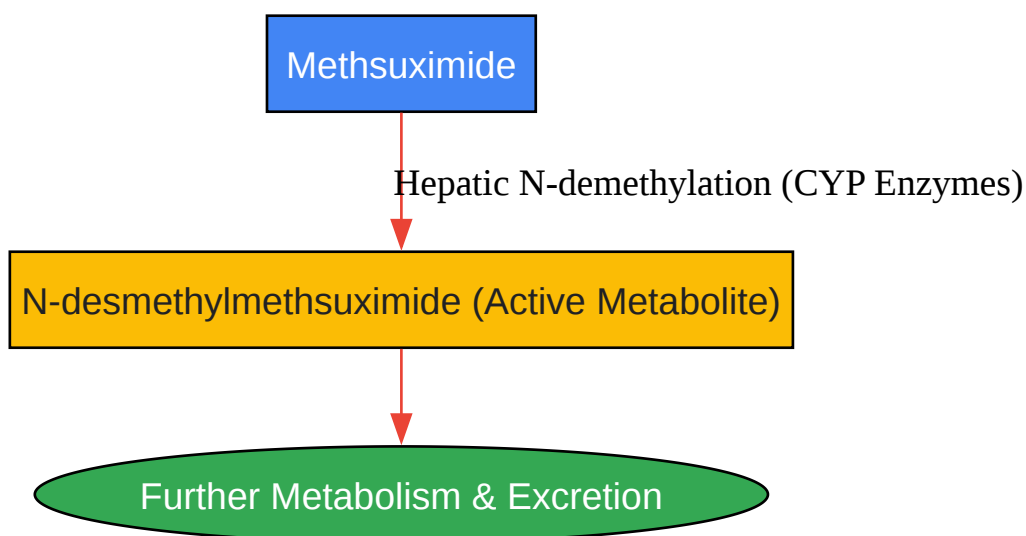 Methsuximide
Hepatic N-demethylation (CYP Enzymes)
N-desmethylmethsuximide (Active Metabolite)
Further Metabolism & Excretion